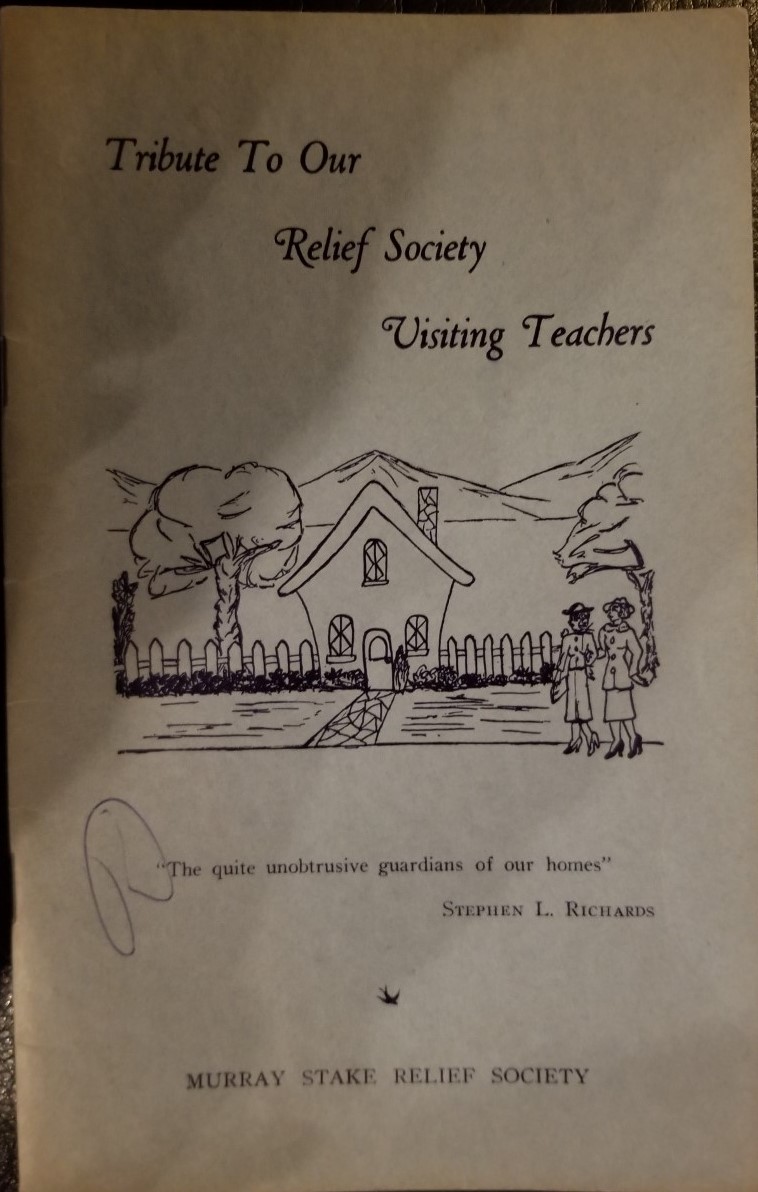 Tribute To Our
Relief Society
Visiting Teachers
"The quite unobtrusive guardians of our homes"
STEPHEN L. RICHARDS
MURRAY STAKE RELIEF SOCIETY